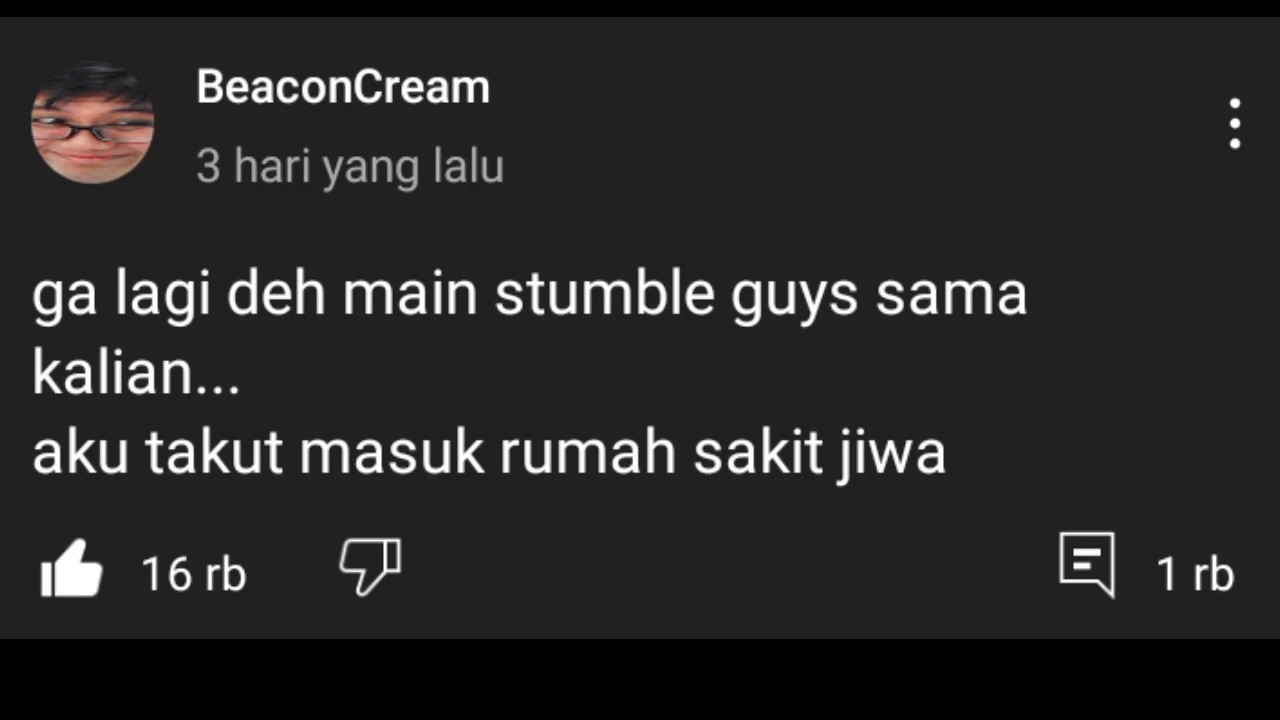 BeaconCream
3 hari yang lalu
ga lagi deh main stumble guys sama
kalian...
aku takut masuk rumah sakit jiwa
16 rb
1 rb